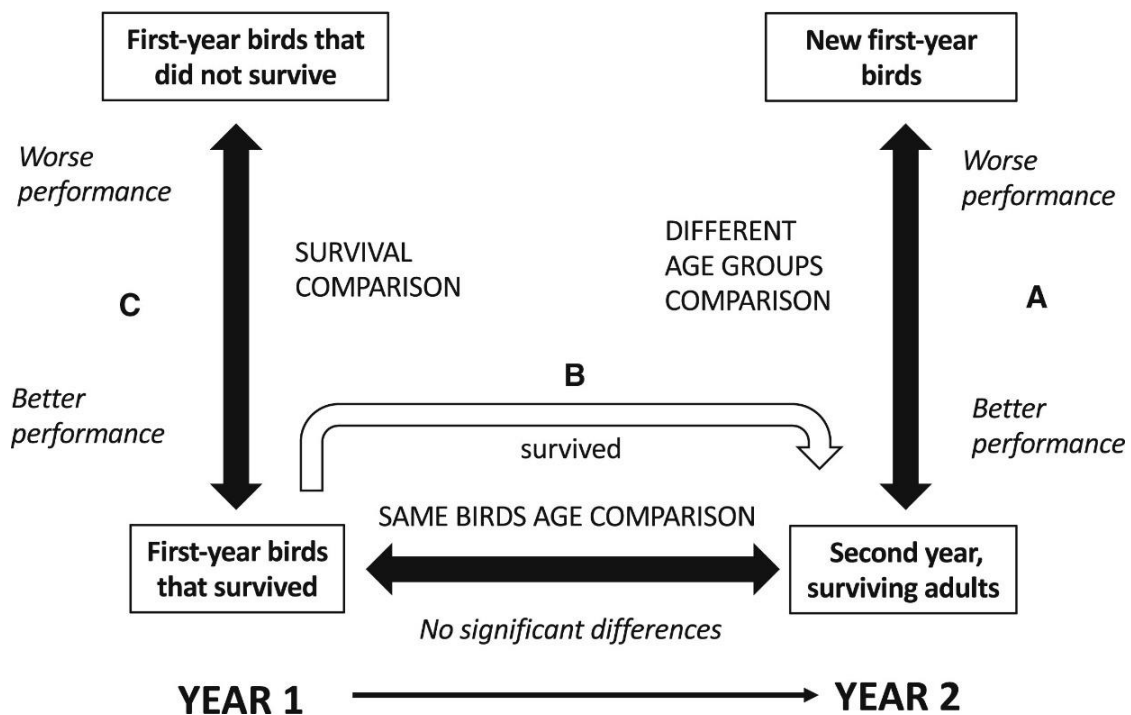 First-year birds that
did not survive
New first-year
birds
Worse
performance
Worse
performance
SURVIVAL
COMPARISON
DIFFERENT
AGE GROUPS
COMPARISON
C
A
B
Better
performance
Better
performance
survived
SAME BIRDS AGE COMPARISON
First-year birds
that survived
Second year,
surviving adults
No significant differences
YEAR 1
YEAR 2